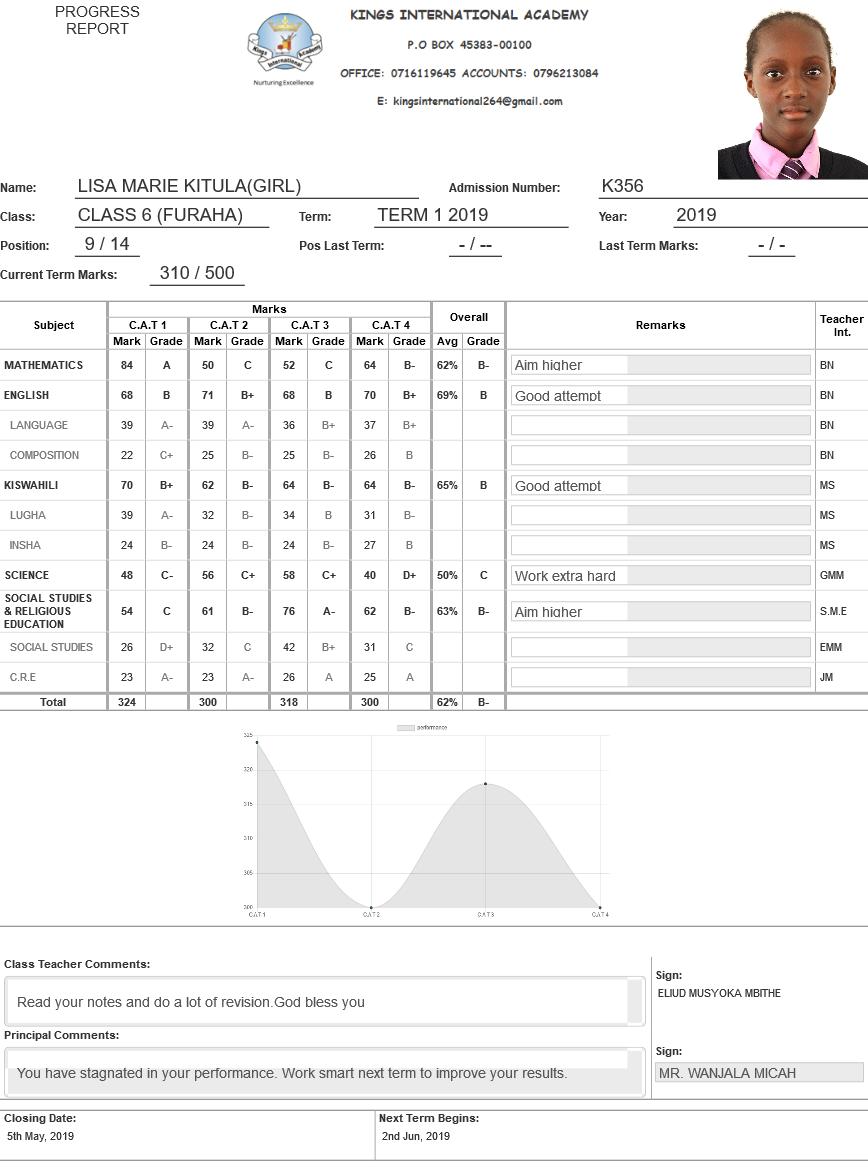 PROGRESS
REPORT
Kings International Academy
Nurturing Excellence
KINGS INTERNATIONAL ACADEMY
P.O BOX 45383-00100
OFFICE: 0716119645 ACCOUNTS: 0796213084
E: kingsinternational264@gmail.com
Name: LISA MARIE KITULA(GIRL) Admission Number: K356
Class: CLASS 6 (FURAHA) Term: TERM 1 2019 Year: 2019
Position: 9 / 14 Pos Last Term: - / -- Last Term Marks: - / -
Current Term Marks: 310 / 500
Subject Marks Overall Remarks Teacher Int.
C.A.T 1 C.A.T 2 C.A.T 3 C.A.T 4
Mark Grade Mark Grade Mark Grade Mark Grade Avg Grade
MATHEMATICS 84 A 50 C 52 C 64 B- 62% B- Aim higher BN
ENGLISH 68 B 71 B+ 68 B 70 B+ 69% B Good attempt BN
LANGUAGE 39 A- 39 A- 36 B+ 37 B+ BN
COMPOSITION 22 C+ 25 B- 25 B- 26 B BN
KISWAHILI 70 B+ 62 B- 64 B- 64 B- 65% B Good attempt MS
LUGHA 39 A- 32 B- 34 B 31 B- MS
INSHA 24 B- 24 B- 24 B- 27 B MS
SCIENCE 48 C- 56 C+ 58 C+ 40 D+ 50% C Work extra hard GMM
SOCIAL STUDIES
& RELIGIOUS
EDUCATION 54 C 61 B- 76 A- 62 B- 63% B- Aim higher S.M.E
SOCIAL STUDIES 26 D+ 32 C 42 B+ 31 C EMM
C.R.E 23 A- 23 A- 26 A 25 A JM
Total 324 300 318 300 62% B-
performance
325
320
315
310
305
300
C.A.T 1 C.A.T 2 C.A.T 3 C.A.T 4
Class Teacher Comments:
Read your notes and do a lot of revision.God bless you
Sign:
ELIUD MUSYOKA MBITHE
Principal Comments:
You have stagnated in your performance. Work smart next term to improve your results.
Sign:
MR. WANJALA MICAH
Closing Date:
5th May, 2019
Next Term Begins:
2nd Jun, 2019